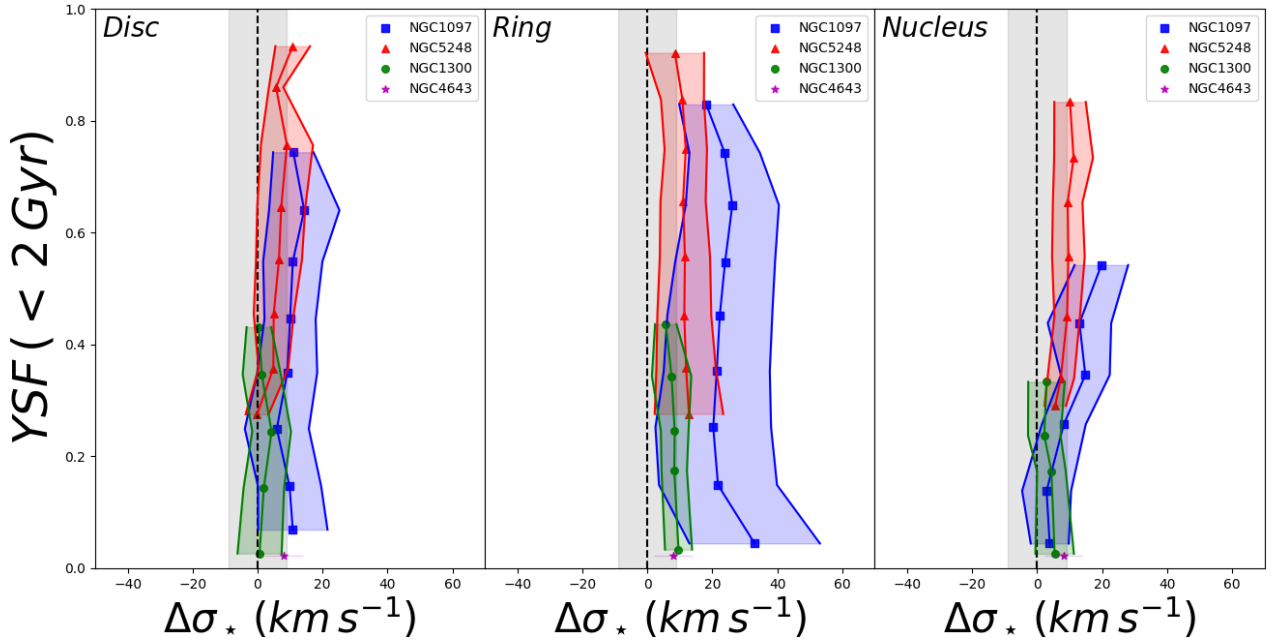 Disc
NGC1097
NGC5248
NGC1300
NGC4643
Ring
NGC1097
NGC5248
NGC1300
NGC4643
Nucleus
NGC1097
NGC5248
NGC1300
NGC4643
YSF (< 2 Gyr)
1.0
0.8
0.6
0.4
0.2
0.0
−40 −20 0 20 40 60
−40 −20 0 20 40 60
−40 −20 0 20 40 60
Δσ⋆ (km s⁻¹)
Δσ⋆ (km s⁻¹)
Δσ⋆ (km s⁻¹)